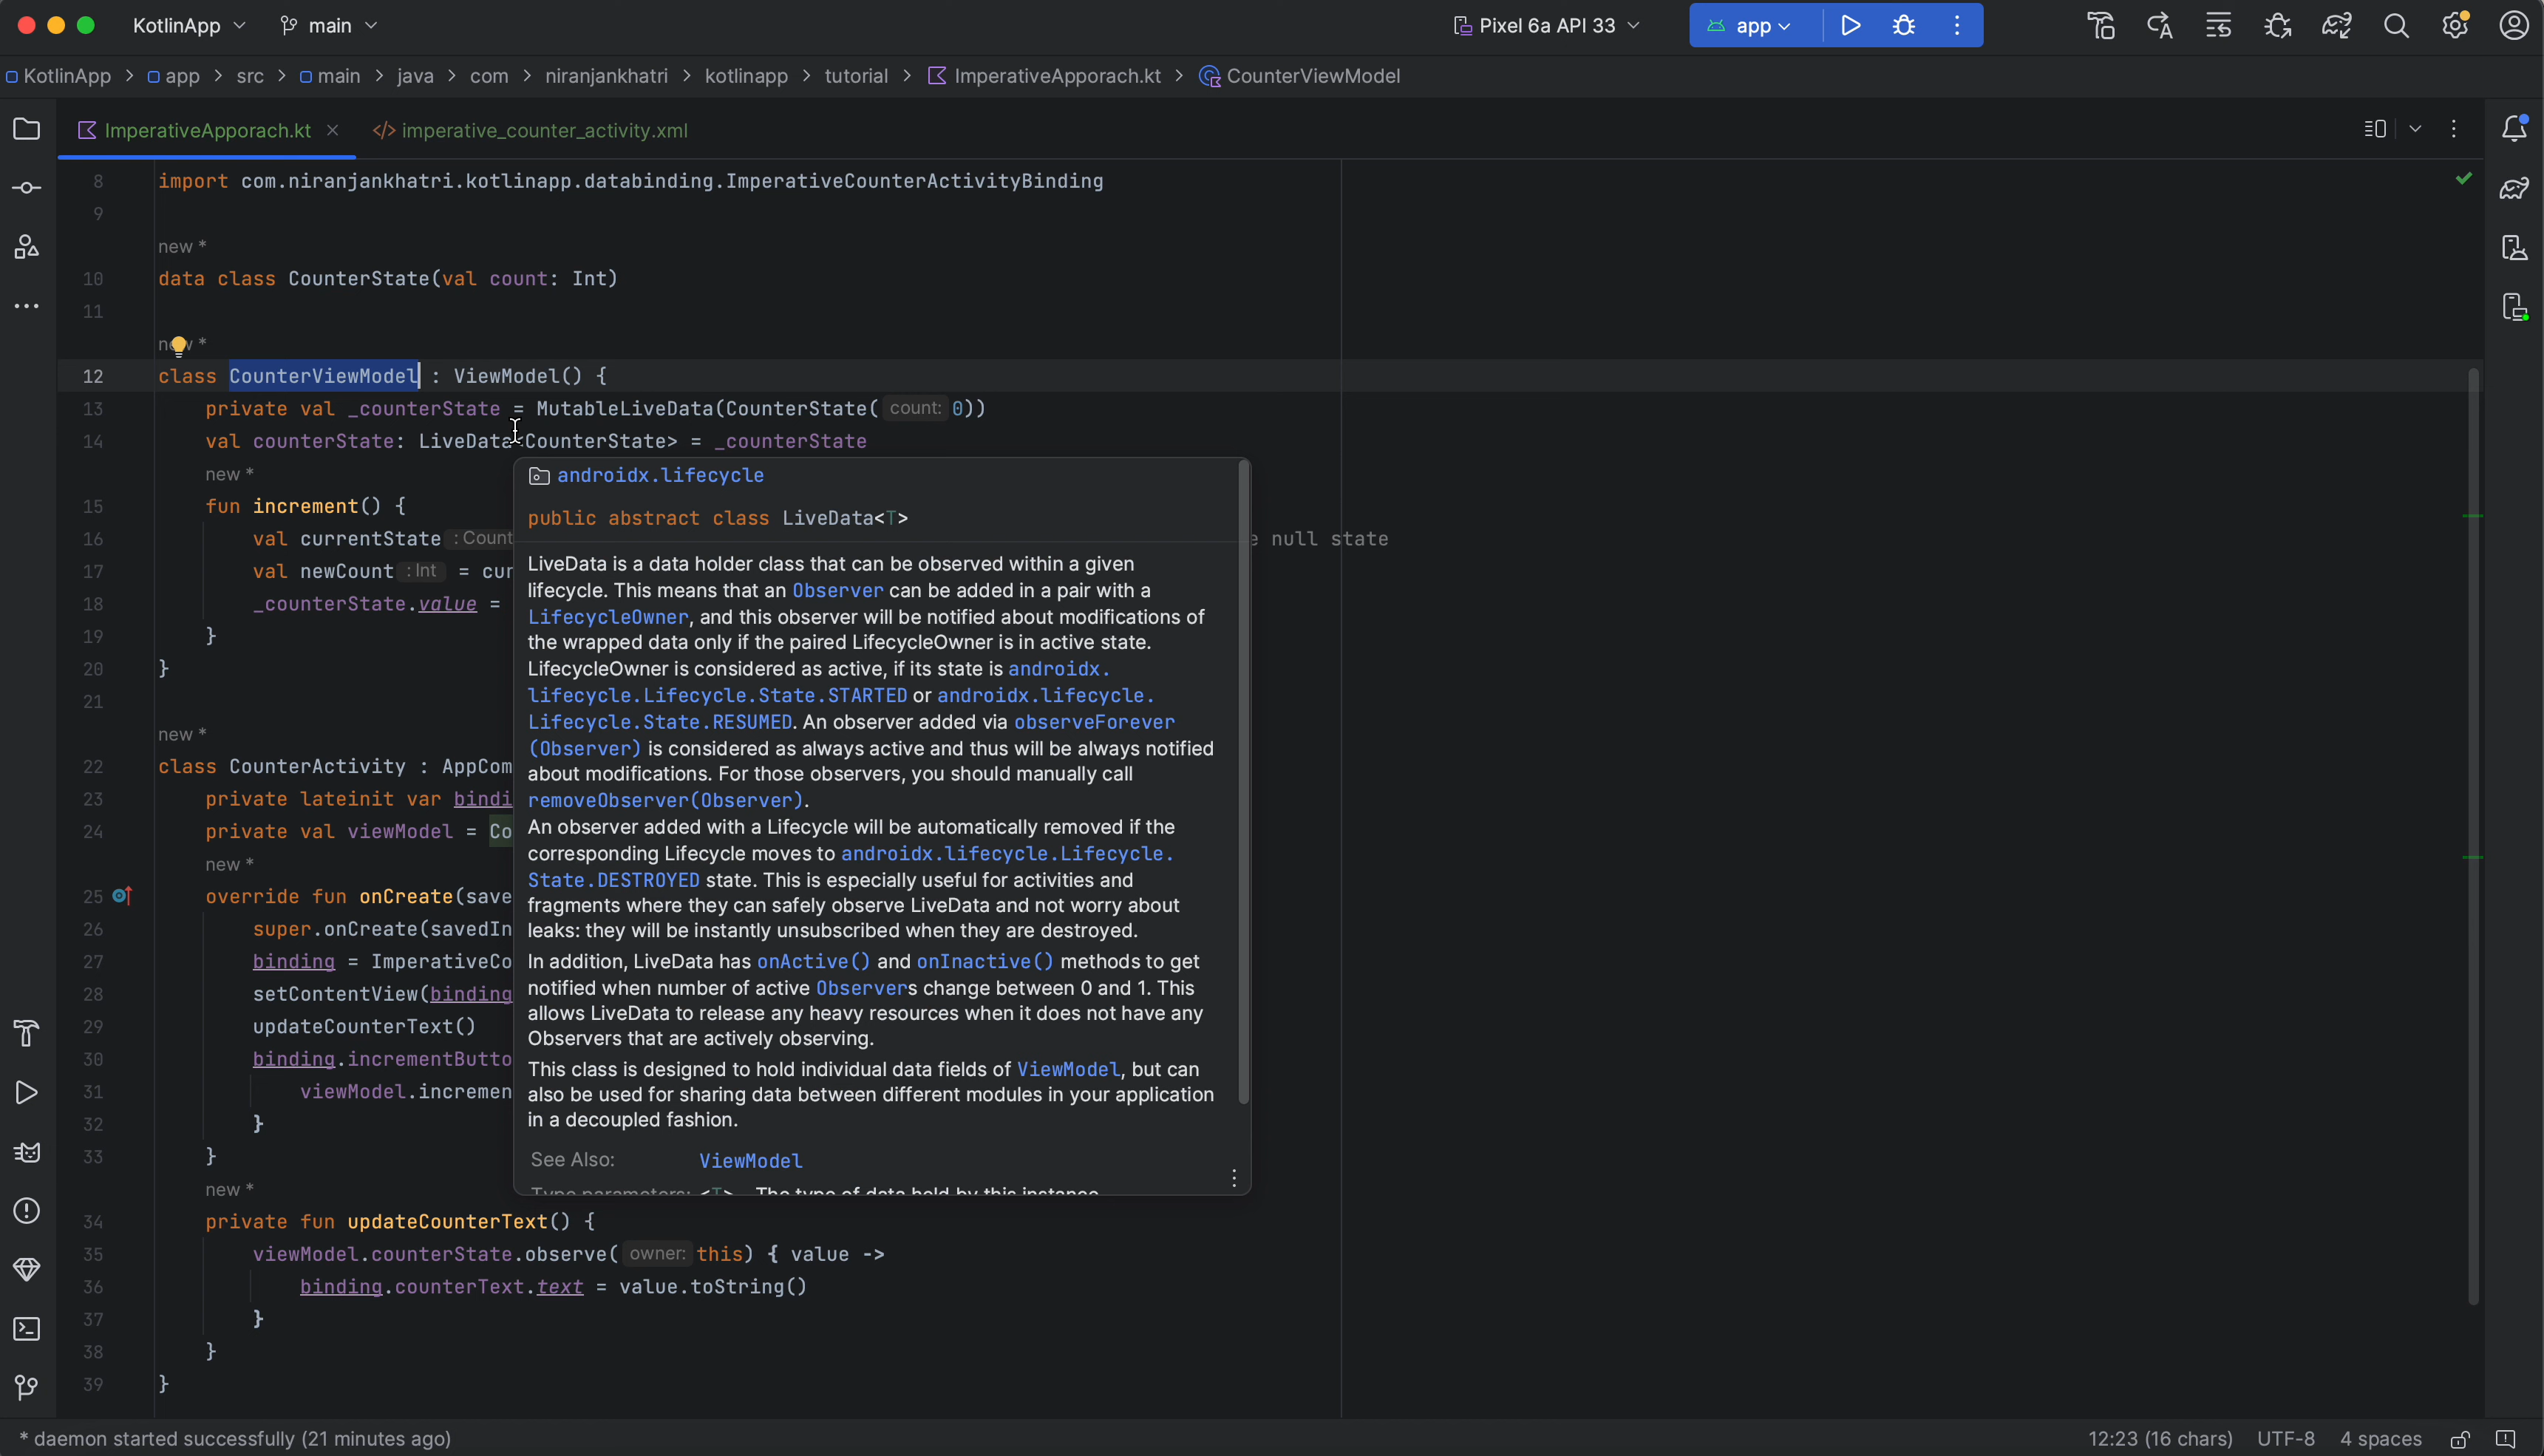 KotlinApp main Pixel 6a API 33 app
KotlinApp > app > src > main > java > com > niranjankhatri > kotlinapp > tutorial > ImperativeApporach.kt > CounterViewModel
ImperativeApporach.kt </> imperative_counter_activity.xml
8 import com.niranjankhatri.kotlinapp.databinding.ImperativeCounterActivityBinding
9
new *
10 data class CounterState(val count: Int)
11
new *
12 class CounterViewModel : ViewModel() {
13 private val _counterState = MutableLiveData(CounterState( count: 0))
14 val counterState: LiveData<CounterState> = _counterState
new *
15 fun increment() {
16 val currentState : Count
null state
17 val newCount : Int = cur
18 _counterState.value =
19 }
20 }
21
new *
22 class CounterActivity : AppCom
23 private lateinit var bindi
24 private val viewModel = Co
new *
25 override fun onCreate(save
26 super.onCreate(savedIn
27 binding = ImperativeCo
28 setContentView(binding
29 updateCounterText()
30 binding.incrementButto
31 viewModel.incremen
32 }
33 }
new *
34 private fun updateCounterText() {
35 viewModel.counterState.observe( owner: this) { value ->
36 binding.counterText.text = value.toString()
37 }
38 }
39 }
androidx.lifecycle
public abstract class LiveData<T>
LiveData is a data holder class that can be observed within a given
lifecycle. This means that an Observer can be added in a pair with a
LifecycleOwner, and this observer will be notified about modifications of
the wrapped data only if the paired LifecycleOwner is in active state.
LifecycleOwner is considered as active, if its state is androidx.
lifecycle.Lifecycle.State.STARTED or androidx.lifecycle.
Lifecycle.State.RESUMED. An observer added via observeForever
(Observer) is considered as always active and thus will be always notified
about modifications. For those observers, you should manually call
removeObserver(Observer).
An observer added with a Lifecycle will be automatically removed if the
corresponding Lifecycle moves to androidx.lifecycle.Lifecycle.
State.DESTROYED state. This is especially useful for activities and
fragments where they can safely observe LiveData and not worry about
leaks: they will be instantly unsubscribed when they are destroyed.
In addition, LiveData has onActive() and onInactive() methods to get
notified when number of active Observers change between 0 and 1. This
allows LiveData to release any heavy resources when it does not have any
Observers that are actively observing.
This class is designed to hold individual data fields of ViewModel, but can
also be used for sharing data between different modules in your application
in a decoupled fashion.
See Also: ViewModel
Type parameters: <T> – The type of data held by this instance
* daemon started successfully (21 minutes ago) 12:23 (16 chars) UTF-8 4 spaces